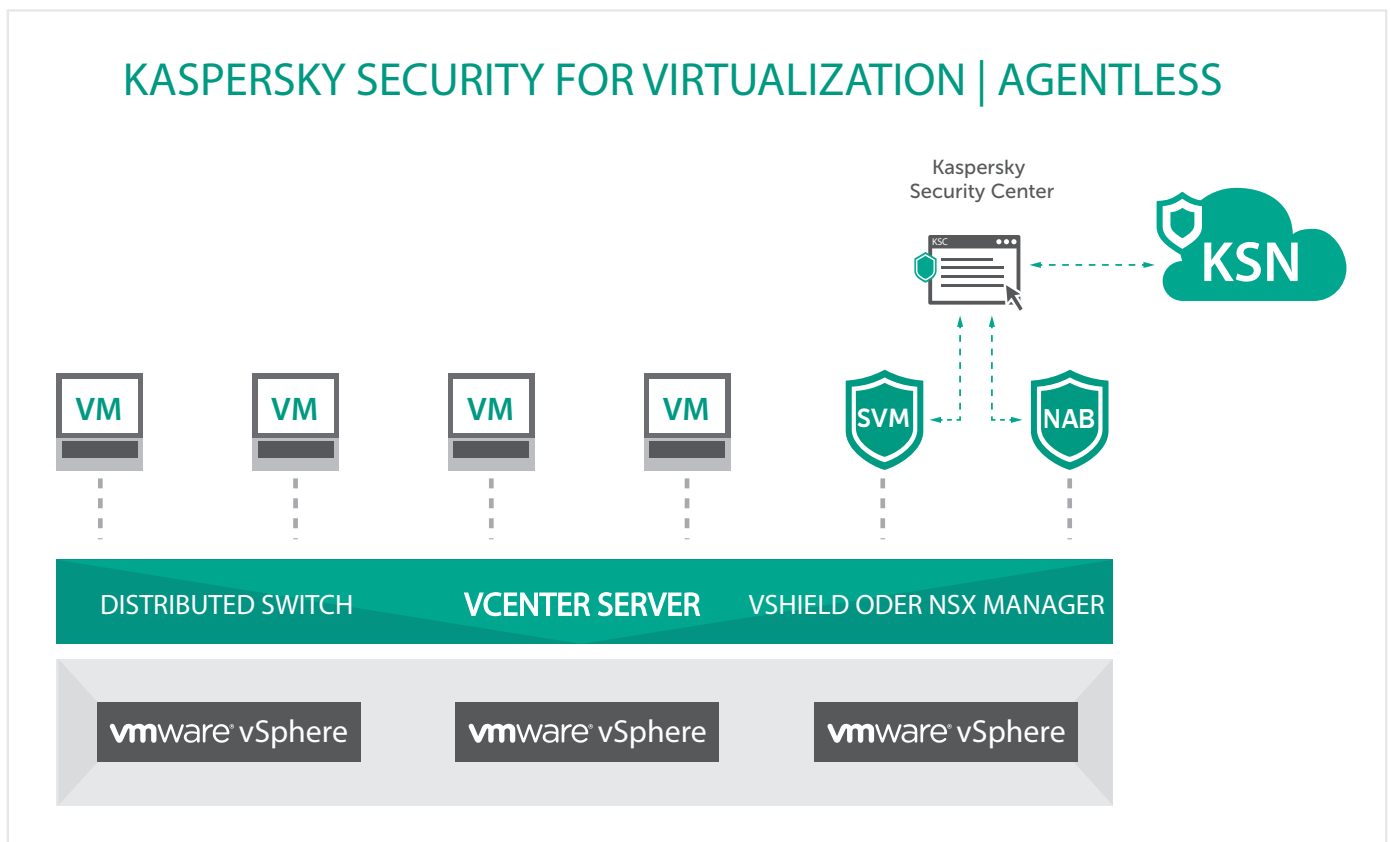 KASPERSKY SECURITY FOR VIRTUALIZATION | AGENTLESS
Kaspersky
Security Center
KSC
KSN
VM
VM
VM
VM
SVM
NAB
DISTRIBUTED SWITCH
VCENTER SERVER
VSHIELD ODER NSX MANAGER
vmware® vSphere
vmware® vSphere
vmware® vSphere